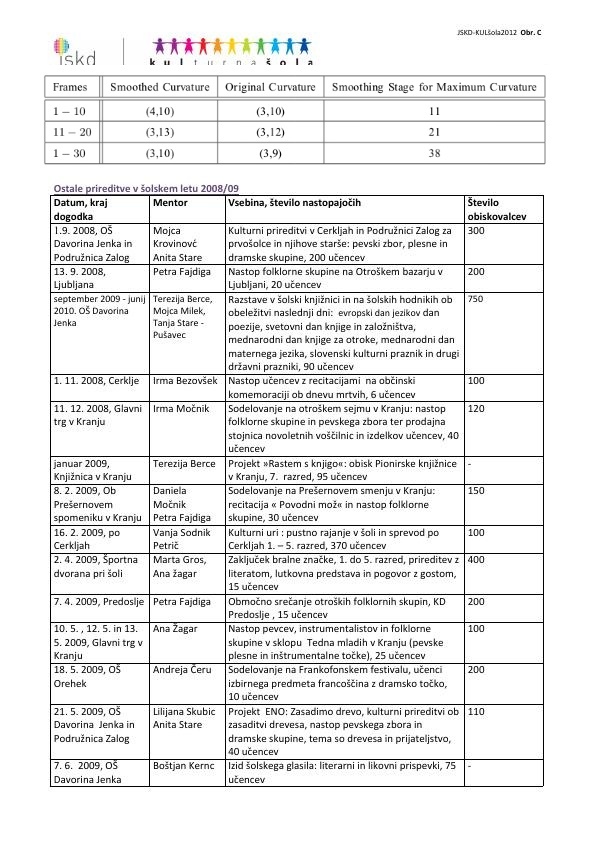 JSKD-KULšola2012 Obr. C
jskd
kulturnašola
Frames Smoothed Curvature Original Curvature Smoothing Stage for Maximum Curvature
1 − 10 (4,10) (3,10) 11
11 − 20 (3,13) (3,12) 21
1 − 30 (3,10) (3,9) 38
Ostale prireditve v šolskem letu 2008/09
Datum, kraj
dogodka
Mentor
Vsebina, število nastopajočih
Število
obiskovalcev
1.9. 2008, OŠ
Davorina Jenka in
Podružnica Zalog
Mojca
Krovinović
Anita Stare
Kulturni prireditvi v Cerkljah in Podružnici Zalog za
prvošolce in njihove starše: pevski zbor, plesne in
dramske skupine, 200 učencev
300
13. 9. 2008,
Ljubljana
Petra Fajdiga
Nastop folklorne skupine na Otroškem bazarju v
Ljubljani, 20 učencev
200
september 2009 - junij
2010. OŠ Davorina
Jenka
Terezija Berce,
Mojca Milek,
Tanja Stare -
Pušavec
Razstave v šolski knjižnici in na šolskih hodnikih ob
obeležitvi naslednji dni: evropski dan jezikov dan
poezije, svetovni dan knjige in založništva,
mednarodni dan knjige za otroke, mednarodni dan
maternega jezika, slovenski kulturni praznik in drugi
državni prazniki, 90 učencev
750
1. 11. 2008, Cerklje
Irma Bezovšek
Nastop učencev z recitacijami na občinski
komemoraciji ob dnevu mrtvih, 6 učencev
100
11. 12. 2008, Glavni
trg v Kranju
Irma Močnik
Sodelovanje na otroškem sejmu v Kranju: nastop
folklorne skupine in pevskega zbora ter prodajna
stojnica novoletnih voščilnic in izdelkov učencev, 40
učencev
120
januar 2009,
Knjižnica v Kranju
Terezija Berce
Projekt »Rastem s knjigo«: obisk Pionirske knjižnice
v Kranju, 7. razred, 95 učencev
-
8. 2. 2009, Ob
Prešernovem
spomeniku v Kranju
Daniela
Močnik
Petra Fajdiga
Sodelovanje na Prešernovem smenju v Kranju:
recitacija « Povodni mož« in nastop folklorne
skupine, 30 učencev
150
16. 2. 2009, po
Cerkljah
Vanja Sodnik
Petrič
Kulturni uri : pustno rajanje v šoli in sprevod po
Cerkljah 1. – 5. razred, 370 učencev
100
2. 4. 2009, Športna
dvorana pri šoli
Marta Gros,
Ana žagar
Zaključek bralne značke, 1. do 5. razred, prireditev z
literatom, lutkovna predstava in pogovor z gostom,
15 učencev
400
7. 4. 2009, Predoslje
Petra Fajdiga
Območno srečanje otroških folklornih skupin, KD
Predoslje , 15 učencev
200
10. 5. , 12. 5. in 13.
5. 2009, Glavni trg v
Kranju
Ana Žagar
Nastop pevcev, instrumentalistov in folklorne
skupine v sklopu Tedna mladih v Kranju (pevske
plesne in inštrumentalne točke), 25 učencev
100
18. 5. 2009, OŠ
Orehek
Andreja Čeru
Sodelovanje na Frankofonskem festivalu, učenci
izbirnega predmeta francoščina z dramsko točko,
10 učencev
200
21. 5. 2009, OŠ
Davorina Jenka in
Podružnica Zalog
Lilijana Skubic
Anita Stare
Projekt ENO: Zasadimo drevo, kulturni prireditvi ob
zasaditvi drevesa, nastop pevskega zbora in
dramske skupine, tema so drevesa in prijateljstvo,
40 učencev
110
7. 6. 2009, OŠ
Davorina Jenka
Boštjan Kernc
Izid šolskega glasila: literarni in likovni prispevki, 75
učencev
-